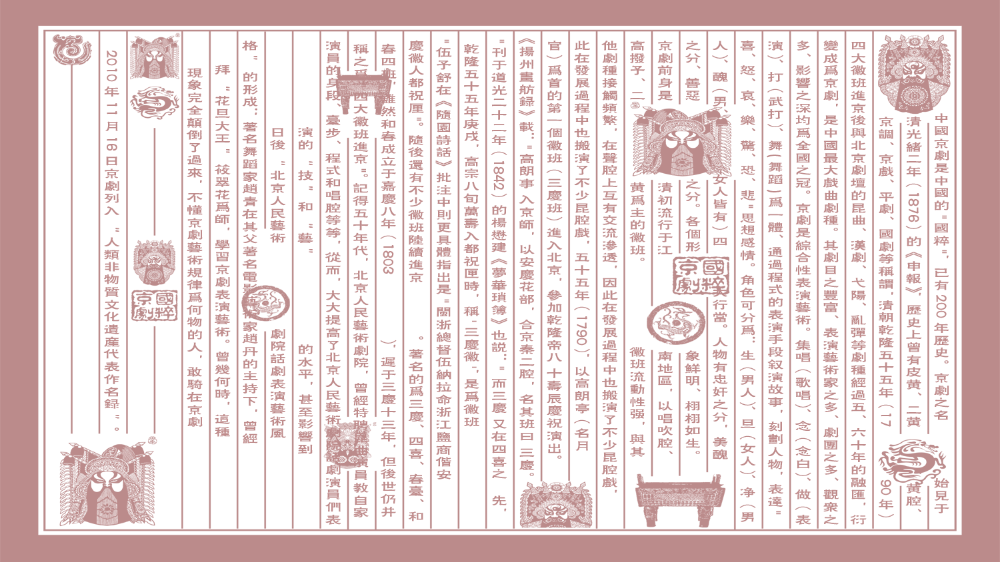 中國京劇是中國的"國粹"，已有200年歷史。京劇之名始見于
清光緒二年（1876）的《申報》，歷史上曾有皮黃、二黃、黃腔、
京調、京戲、平劇、國劇等稱謂，清朝乾隆五十五年（1790年）
四大徽班進京後與北京劇壇的昆曲、漢劇、弋陽、亂彈等劇種經過五、六十年的融匯，衍
變成爲京劇，是中國最大戲曲劇種。其劇目之豐富、表演藝術家之多、劇團之多、觀衆之
多、影響之深均爲全國之冠。京劇是綜合性表演藝術。集唱（歌唱）、念（念白）、做（表
演）、打（武打）、舞（舞蹈）爲一體、通過程式的表演手段叙演故事，刻劃人物，表達"
喜、怒、哀、樂、驚、恐、悲"思想感情。角色可分爲：生（男人）、旦（女人）、净（男
人）、醜（男、女人皆有）四大行當。人物有忠奸之分，美醜
之分、善惡之分。各個形象鮮明、栩栩如生。
京劇前身是清初流行于江南地區，以唱吹腔、
高撥子、二黄爲主的徽班。徽班流動性强，與其
他劇種接觸頻繁，在聲腔上互有交流滲透，因此在發展過程中也搬演了不少昆腔戲，
此在發展過程中也搬演了不少昆腔戲，五十五年（1790），以高朗亭（名月
官）爲首的第一個徽班（三慶班）進入北京，參加乾隆帝八十壽辰慶祝演出。
《揚州畫舫録》載："高朗亭入京師，以安慶花部，合京秦二腔，名其班曰三慶。
"刊于道光二十二年（1842）的楊懋建《夢華瑣簿》也説："而三慶又在四喜之先，
乾隆五十五年庚戌，高宗八旬萬壽入都祝匣時，稱'三慶徽'，是爲徽班
"伍予舒在《隨園詩話》批注中則更具體指出是"閩浙總督伍納拉命浙江鹽商偕安
慶徽人都祝厘"。隨後還有不少徽班陸續進京。著名的爲三慶、四喜、春臺、和
春四班，雖然和春成立于嘉慶八年（1803），遲于三慶十三年，但後世仍并
稱之爲"四大徽班進京"。記得五十年代，北京人民藝術劇院，曾經特聘昆曲演員教自家
演員的身段、臺步、程式和唱腔等等，從而，大大提高了北京人民藝術劇院話劇演員們表
演的"技"和"藝"的水平，甚至影響到
日後"北京人民藝術劇院話劇表演藝術風
格"的形成；著名舞蹈家趙青在其父著名電影藝術家趙丹的主持下，曾經
拜"花旦大王"筱翠花爲師，學習京劇表演藝術。曾幾何時，這種
現象完全顛倒了過來，不懂京劇藝術規律爲何物的人，敢騎在京劇
2010年11月16日京劇列入"人類非物質文化遺産代表作名録"。
國粹
京劇
國粹
京劇